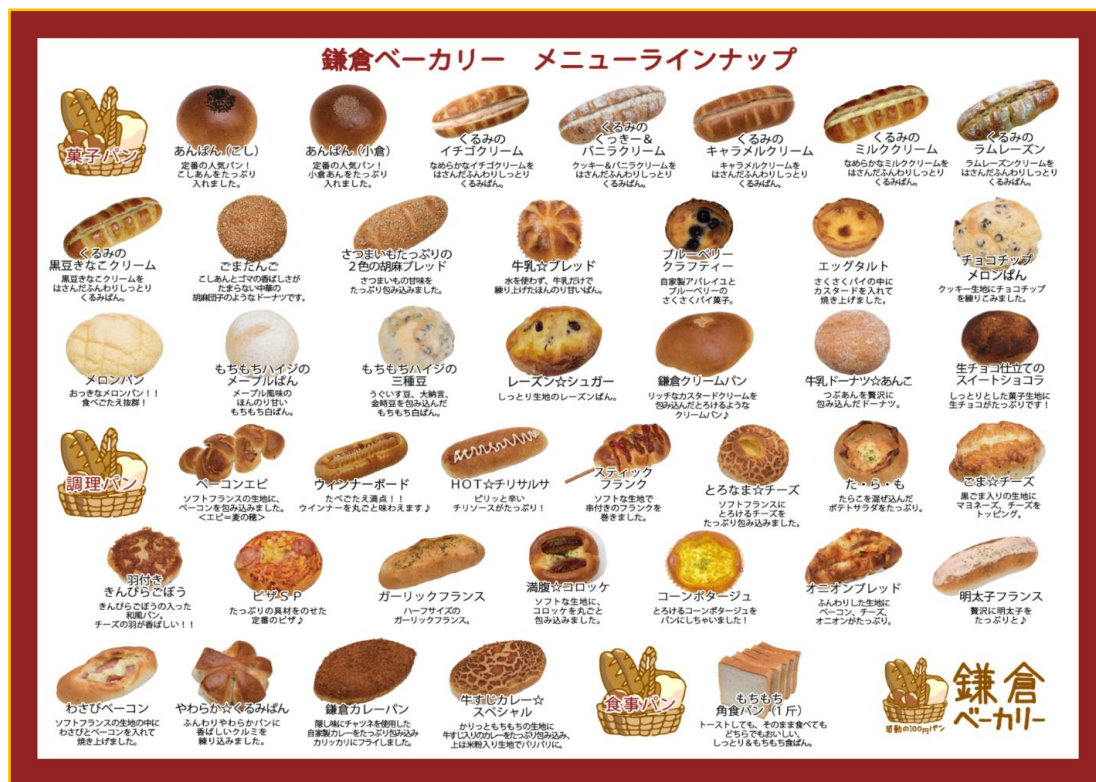 鎌倉ベーカリー　メニューラインナップ
菓子パン
あんぱん（こし）
定番の人気パン！
こしあんをたっぷり
入れました。
あんぱん（小倉）
定番の人気パン！
小倉あんをたっぷり
入れました。
くるみの
イチゴクリーム
なめらかなイチゴクリームを
はさんだふんわりしっとり
くるみぱん。
くるみの
くっきー＆
バニラクリーム
クッキー＆バニラクリームを
はさんだふんわりしっとり
くるみぱん。
くるみの
キャラメルクリーム
キャラメルクリームを
はさんだふんわりしっとり
くるみぱん。
くるみの
ミルククリーム
なめらかなミルククリームを
はさんだふんわりしっとり
くるみぱん。
くるみの
ラムレーズン
ラムレーズンクリームを
はさんだふんわりしっとり
くるみぱん。
くるみの
黒豆きなこクリーム
黒豆きなこクリームを
はさんだふんわりしっとり
くるみぱん。
ごまだんご
こしあんとゴマの香ばしさが
たまらない中華の
胡麻団子のようなドーナツです。
さつまいもたっぷりの
２色の胡麻ブレッド
さつまいもの甘味を
たっぷり包み込みました。
牛乳☆ブレッド
水を使わず、牛乳だけで
練り上げたほんのり甘いぱん。
ブルーベリー
クラフティー
自家製アパレイユと
ブルーベリーの
さくさくパイ菓子。
エッグタルト
さくさくパイの中に
カスタードを入れて
焼き上げました。
チョコチップ
メロンぱん
クッキー生地にチョコチップ
を練りこみました。
メロンパン
おっきなメロンパン！！
食べごたえ抜群！
もちもちハイジの
メープルぱん
メープル風味の
ほんのり甘い
もちもち白ぱん。
もちもちハイジの
三種豆
うぐいす豆、大納言、
金時豆を包み込んだ
もちもち白ぱん。
レーズン☆シュガー
しっとり生地のレーズンぱん。
鎌倉クリームパン
リッチなカスタードクリームを
包み込んだとろけるような
クリームパン♪
牛乳ドーナツ☆あんこ
つぶあんを贅沢に
包み込んだドーナツ。
生チョコ仕立ての
スイートショコラ
しっとりとした菓子生地に
生チョコがたっぷりです！
調理パン
ベーコンエピ
ソフトフランスの生地に、
ベーコンを包み込みました。
＜エピ＝麦の穂＞
ウィンナーボード
たべごたえ満点！！
ウインナーを丸ごと味わえます♪
HOT☆チリサルサ
ピリッと辛い
チリソースがたっぷり！
スティック
フランク
ソフトな生地で
串付きのフランクを
巻きました。
とろなま☆チーズ
ソフトフランスに
とろけるチーズを
たっぷり包みこみました。
た・ら・も
たらこを混ぜ込んだ
ポテトサラダをたっぷり。
ごま☆チーズ
黒ごま入りの生地に
マヨネーズ、チーズを
トッピング。
羽付き
きんぴらごぼう
きんぴらごぼうの入った
和風パン。
チーズの羽が香ばしい！！
ピザＳＰ
たっぷりの具材をのせた
定番のピザ♪
ガーリックフランス
ハーフサイズの
ガーリックフランス。
満腹☆コロッケ
ソフトな生地に、
コロッケを丸ごと
包み込みました。
コーンポタージュ
とろけるコーンポタージュを
パンにしちゃいました！
オニオンブレッド
ふんわりした生地に
ベーコン、チーズ、
オニオンがたっぷり。
明太子フランス
贅沢に明太子を
たっぷりと♪
わさびベーコン
ソフトフランスの生地の中に
わさびとベーコンを入れて
焼き上げました。
やわらか☆くるみぱん
ふんわりやわらかパンに
香ばしいクルミを
練り込みました。
鎌倉カレーパン
隠し味にチャツネを使用した
自家製カレーをたっぷり包み込み
カリッカリにフライしました。
牛すじカレー☆
スペシャル
かりっともちもちの生地に
牛すじ入りのカレーをたっぷり包み込み、
上は米粉入り生地でパリパリに。
食事パン
もちもち
角食パン（１斤）
トーストしても、そのまま食べても
どちらでもおいしい、
しっとり＆もちもち食ぱん。
鎌倉
ベーカリー
感動の100円パン